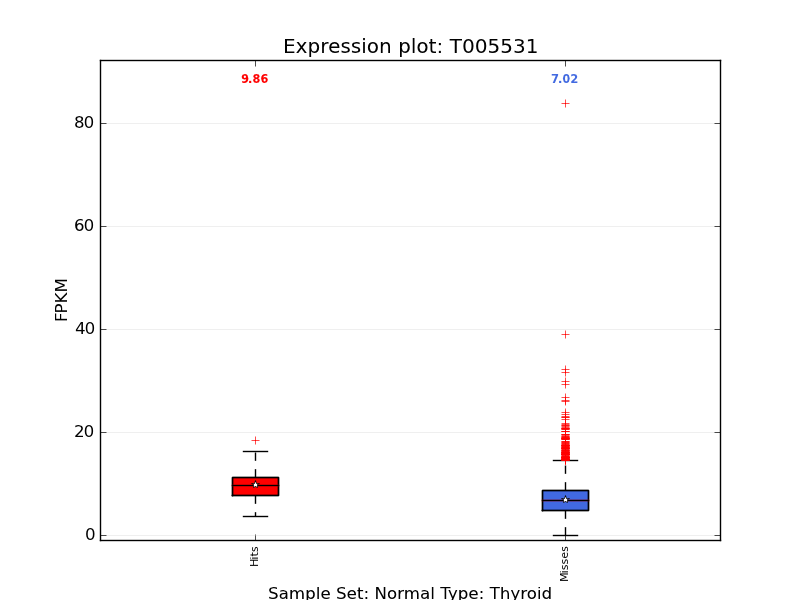 Expression plot: T005531
9.86
7.02
FPKM
80
60
40
20
0
Hits
Misses
Sample Set: Normal Type: Thyroid